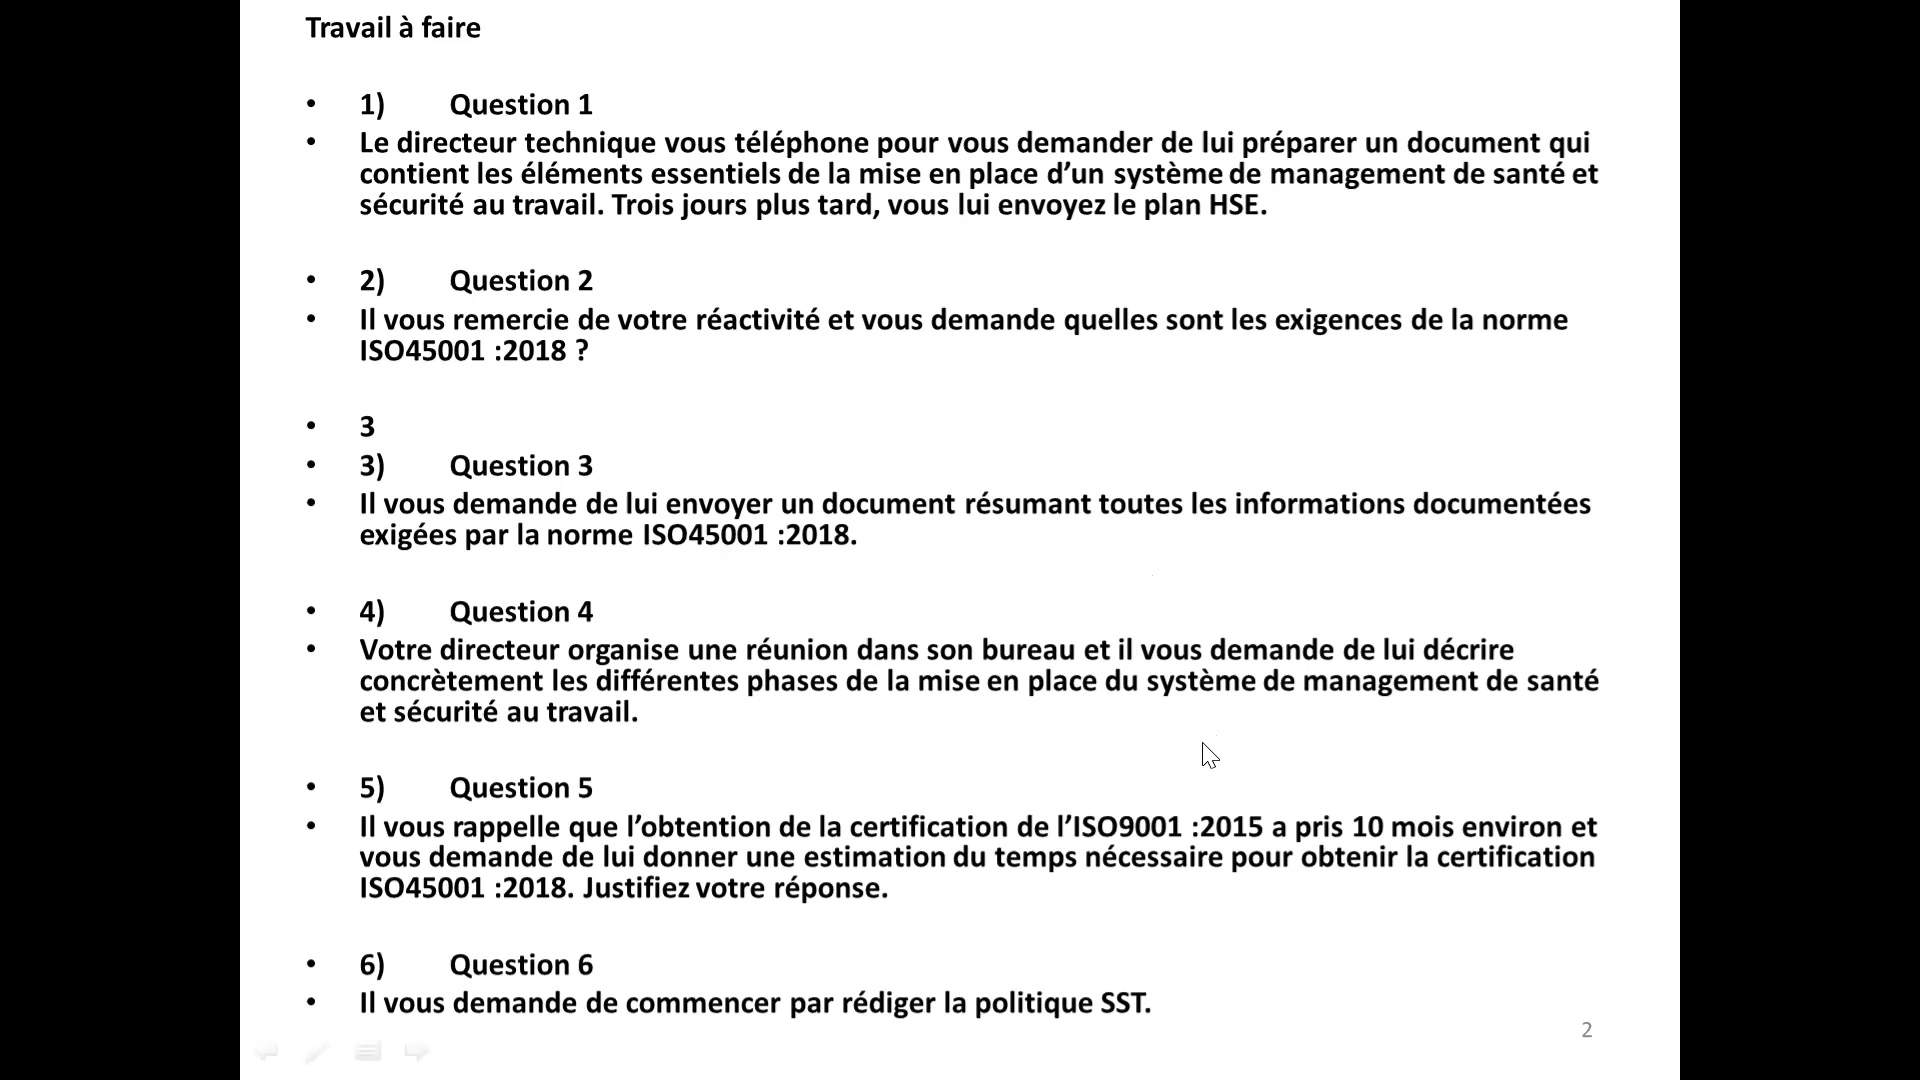 Travail à faire
• 1) Question 1
• Le directeur technique vous téléphone pour vous demander de lui préparer un document qui
contient les éléments essentiels de la mise en place d’un système de management de santé et
sécurité au travail. Trois jours plus tard, vous lui envoyez le plan HSE.
• 2) Question 2
• Il vous remercie de votre réactivité et vous demande quelles sont les exigences de la norme
ISO45001 :2018 ?
• 3
• 3) Question 3
• Il vous demande de lui envoyer un document résumant toutes les informations documentées
exigées par la norme ISO45001 :2018.
• 4) Question 4
• Votre directeur organise une réunion dans son bureau et il vous demande de lui décrire
concrètement les différentes phases de la mise en place du système de management de santé
et sécurité au travail.
• 5) Question 5
• Il vous rappelle que l’obtention de la certification de l’ISO9001 :2015 a pris 10 mois environ et
vous demande de lui donner une estimation du temps nécessaire pour obtenir la certification
ISO45001 :2018. Justifiez votre réponse.
• 6) Question 6
• Il vous demande de commencer par rédiger la politique SST.
2